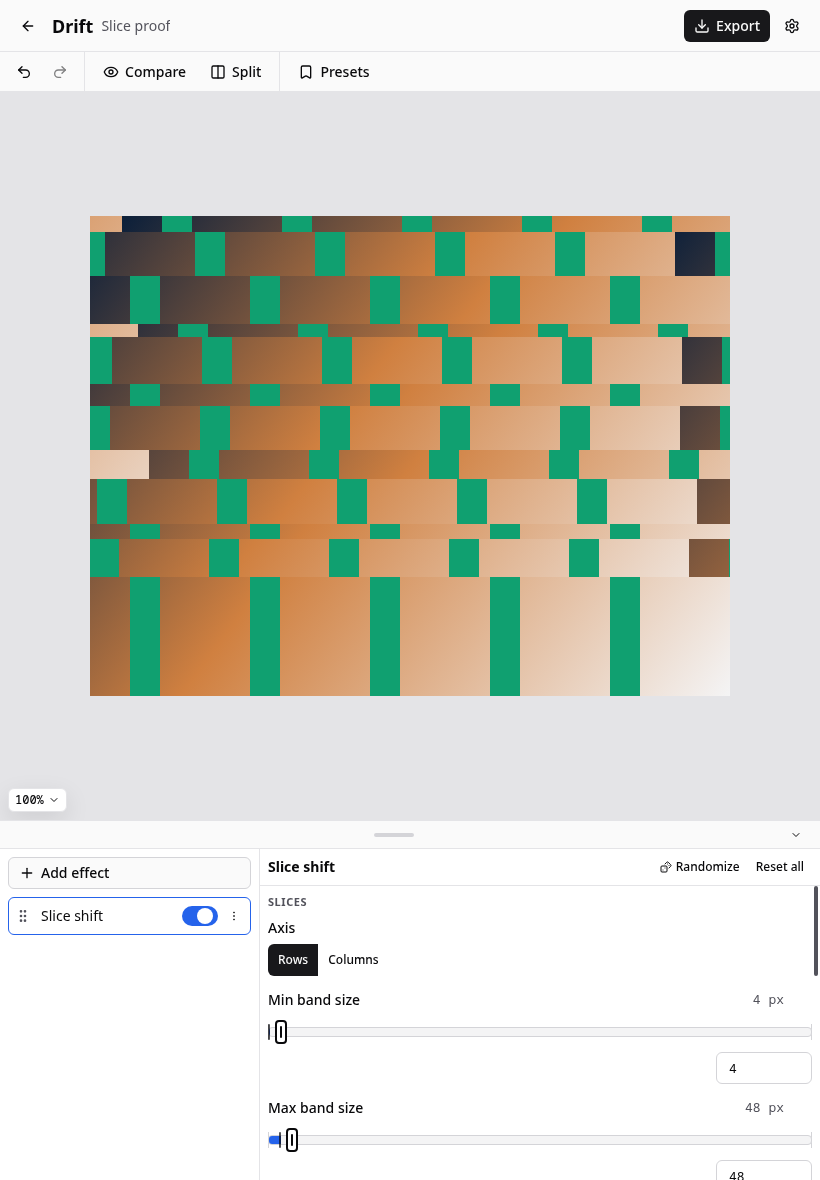 Drift Slice proof Export
Compare Split Presets
100%
Add effect
Slice shift
Slice shift Randomize Reset all
SLICES
Axis
Rows Columns
Min band size 4 px
4
Max band size 48 px
48